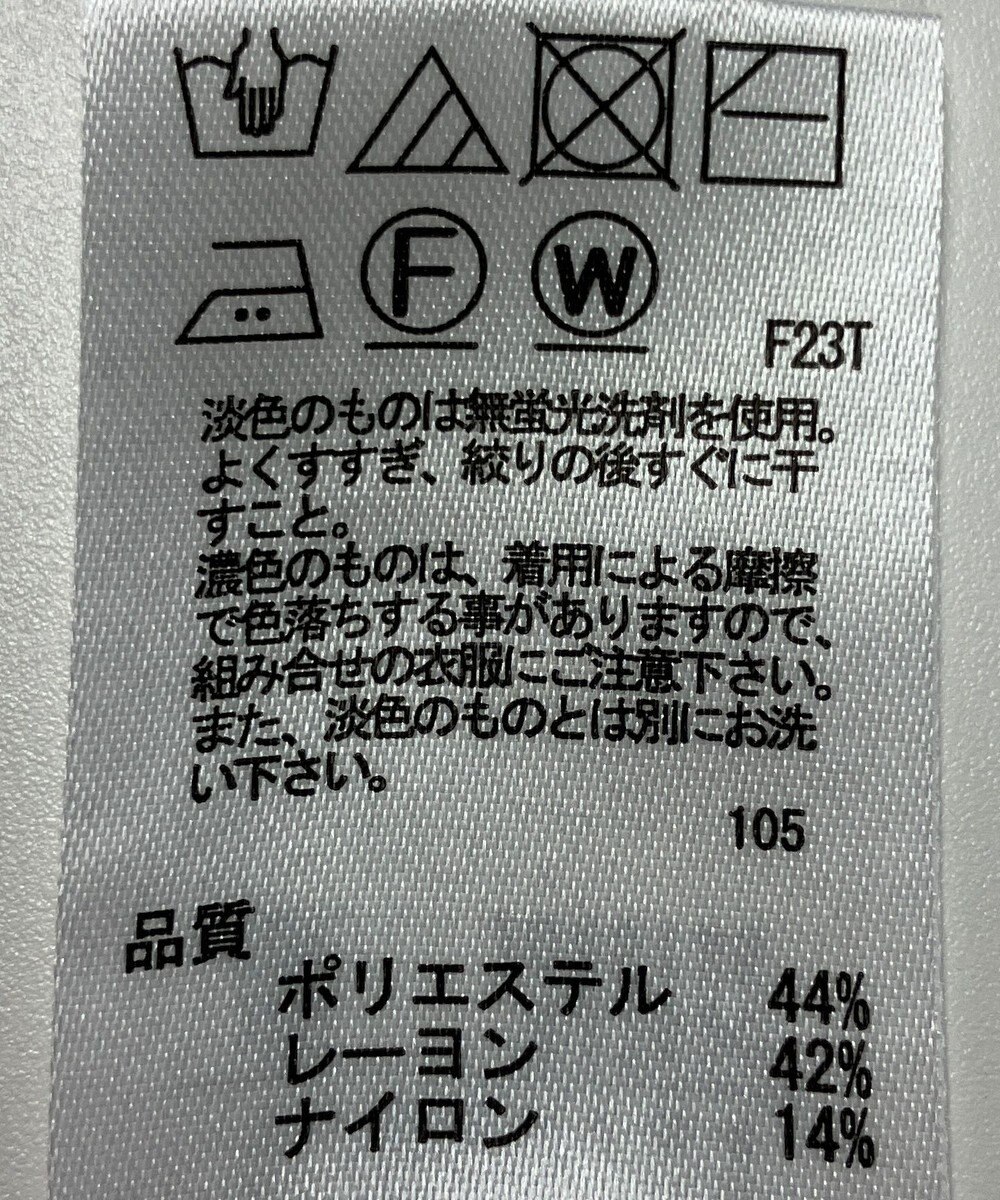 F W
F23T
淡色のものは無蛍光洗剤を使用。
よくすすぎ、絞りの後すぐに干
すこと。
濃色のものは、着用による摩擦
で色落ちする事がありますので、
組み合せの衣服にご注意下さい。
また、淡色のものとは別にお洗
い下さい。
105
品質
ポリエステル 44%
レーヨン 42%
ナイロン 14%